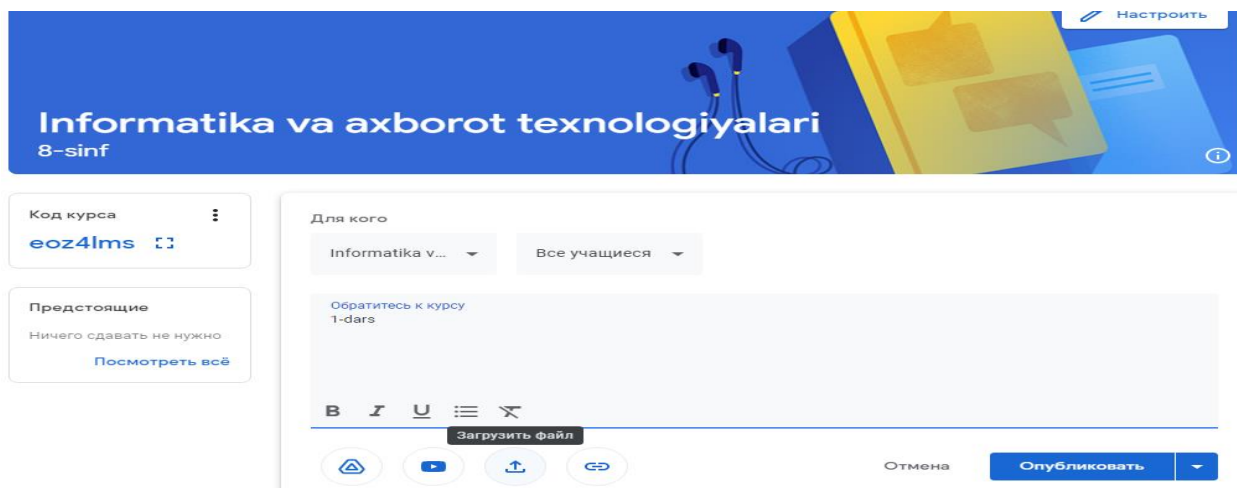 Настроить
Informatika va axborot texnologiyalari
8-sinf
Код курса
eoz4lms
Предстоящие
Ничего сдавать не нужно
Посмотреть всё
Для кого
Informatika v...
Все учащиеся
Обратитесь к курсу
1-dars
B I U
Загрузить файл
Отмена
Опубликовать